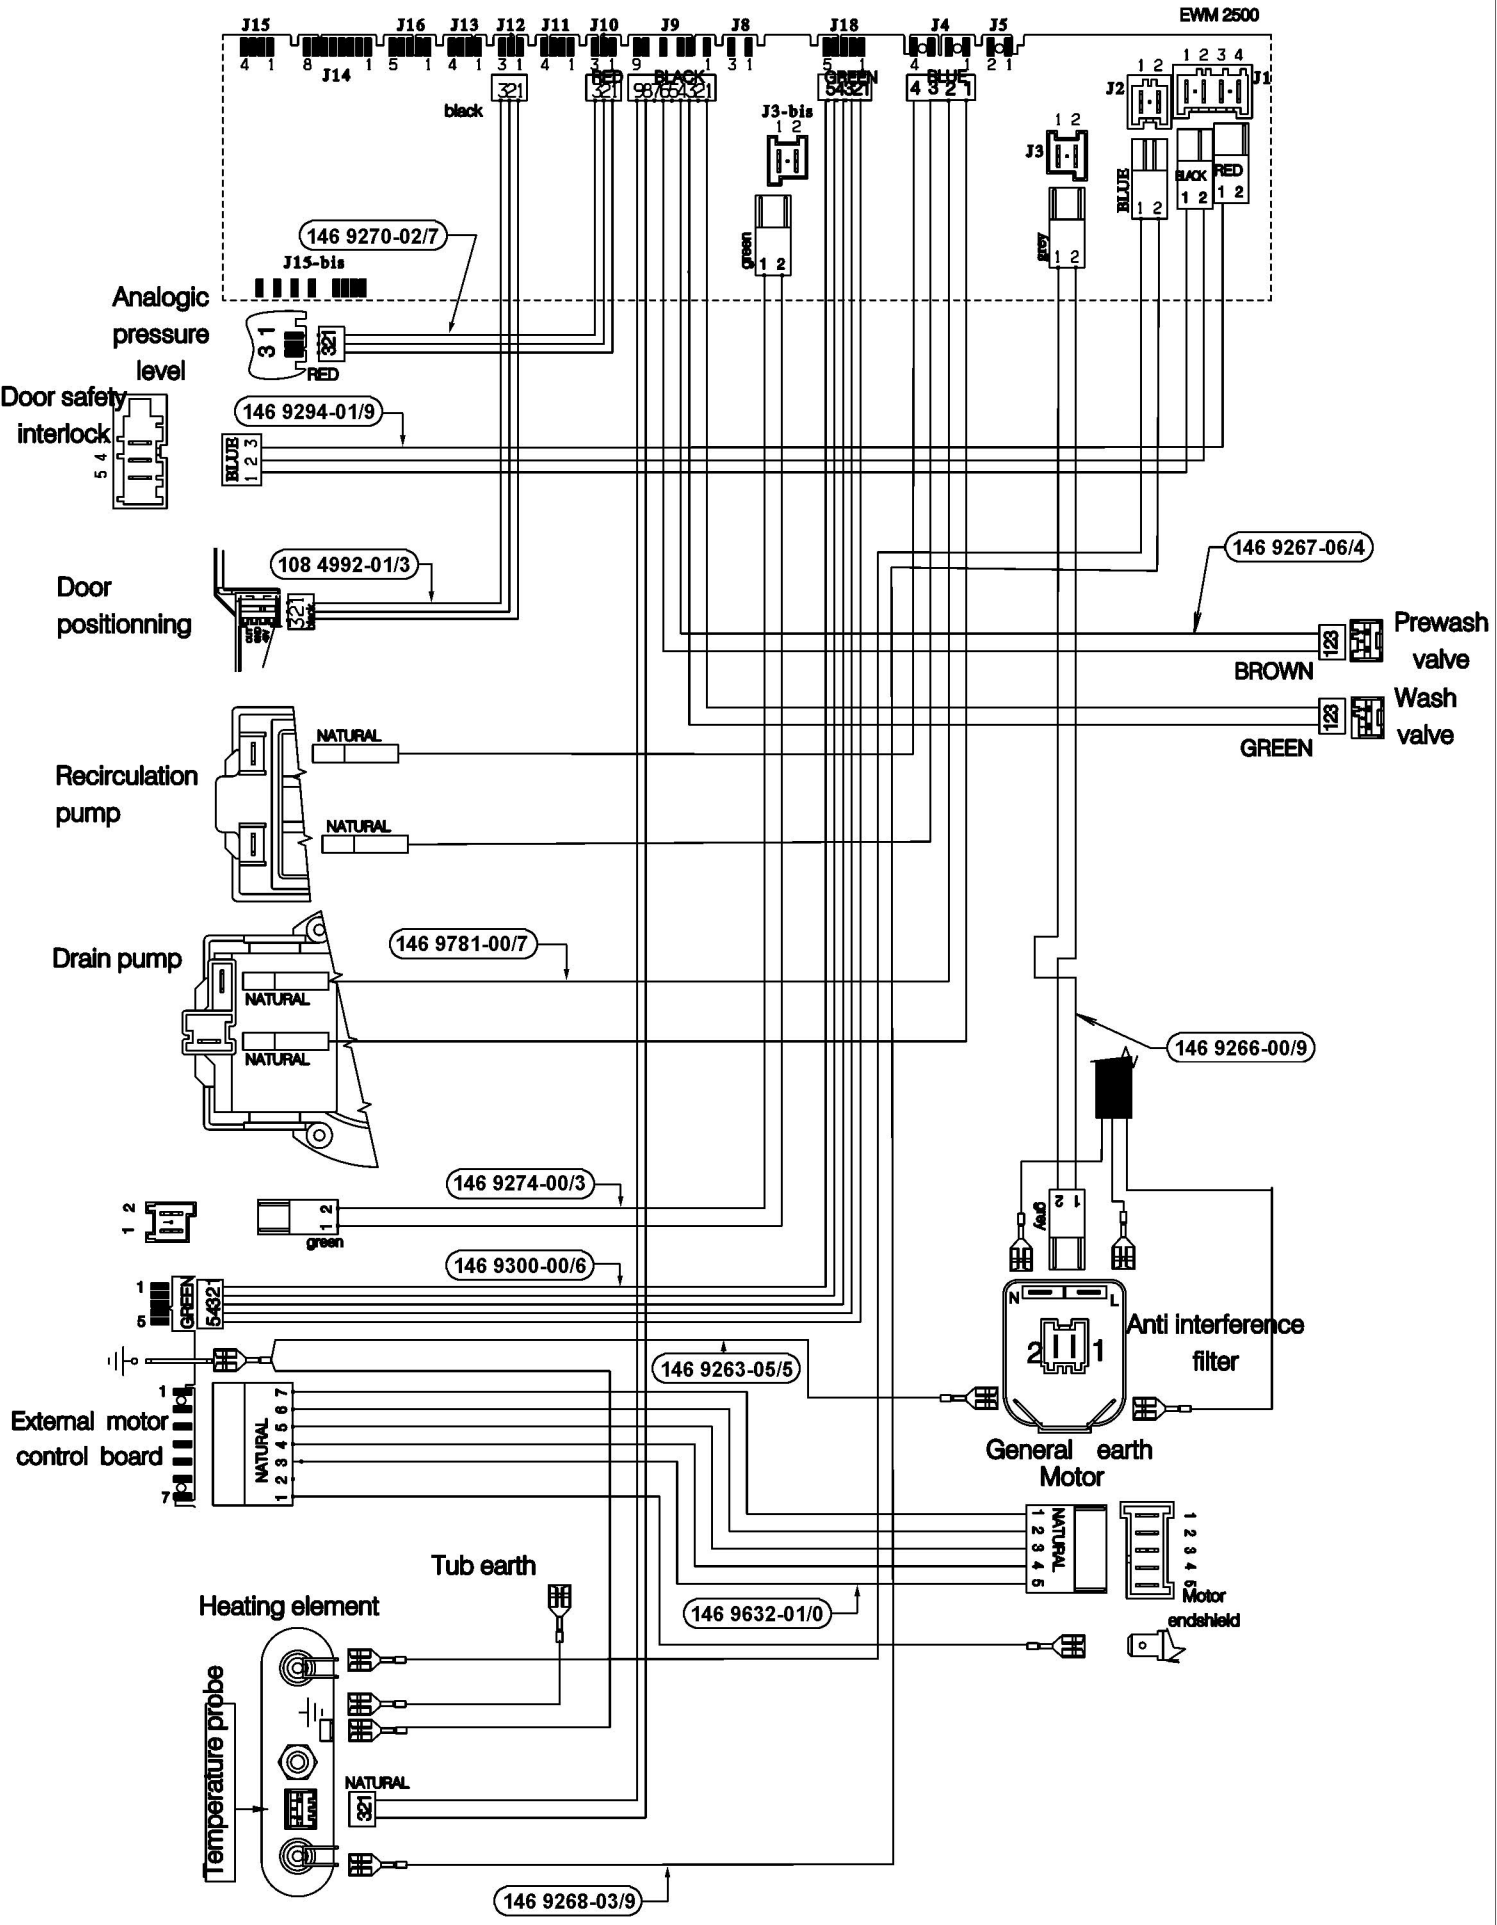 EWM 2500
J15 J16 J13 J12 J11 J10 J9 J8 J18 J4 J5
4 1 8 1 5 1 4 1 3 1 4 1 3 1 9 1 3 1 5 1 4 1 2 1
J14
RED BLACK GREEN BLUE
321 321 987654321 54321 4 3 2 1
black
1 2 3 4
J1
1 2
J2
J3-bis
1 2
1 2
J3
BLUE
1 2
BLACK
1 2
RED
1 2
green
1 2
grey
1 2
146 9270-02/7
J15-bis
Analogic
pressure
level
3 1
321
RED
Door safety
interlock
5 4
146 9294-01/9
BLUE
1 2 3
108 4992-01/3
Door
positionning
OUT
GND
+5V
321
black
146 9267-06/4
123
Prewash
valve
BROWN
123
Wash
valve
GREEN
NATURAL
Recirculation
pump
NATURAL
146 9781-00/7
Drain pump
NATURAL
NATURAL
146 9266-00/9
146 9274-00/3
1 2
1 2
green
146 9300-00/6
1
5
GREEN
54321
2 1
grey
N L
2 1
Anti interference
filter
146 9263-05/5
1
7
External motor
control board
NATURAL
1 2 3 4 5 6 7
General earth
Motor
1 2 3 4 5
NATURAL
1 2 3 4 5
Motor
endshield
Tub earth
146 9632-01/0
Heating element
Temperature probe
NATURAL
321
146 9268-03/9